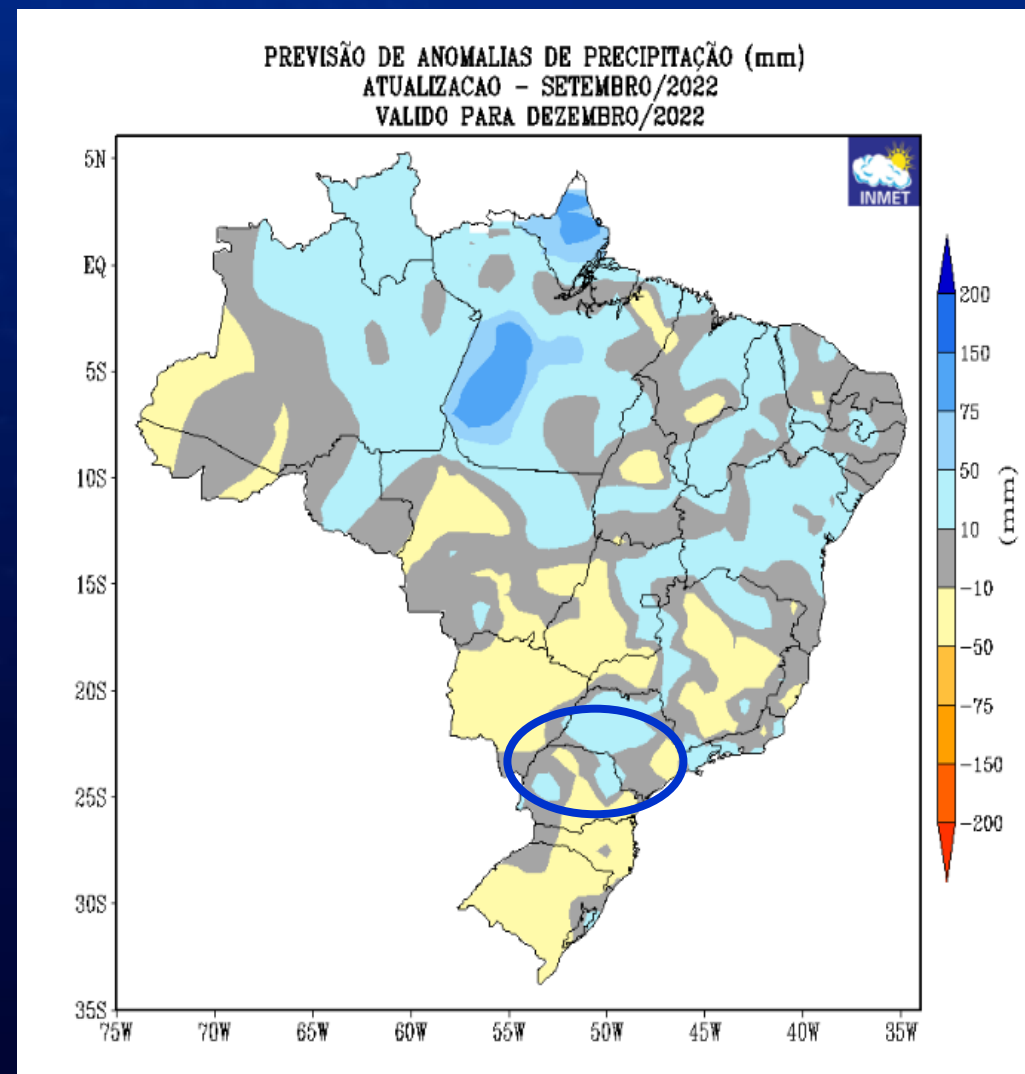 PREVISÃO DE ANOMALIAS DE PRECIPITAÇÃO (mm)
ATUALIZACAO - SETEMBRO/2022
VALIDO PARA DEZEMBRO/2022
INMET
5N
EQ
5S
10S
15S
20S
25S
30S
35S
75W 70W 65W 60W 55W 50W 45W 40W 35W
200
150
75
50
10
-10
-50
-75
-150
-200
(mm)